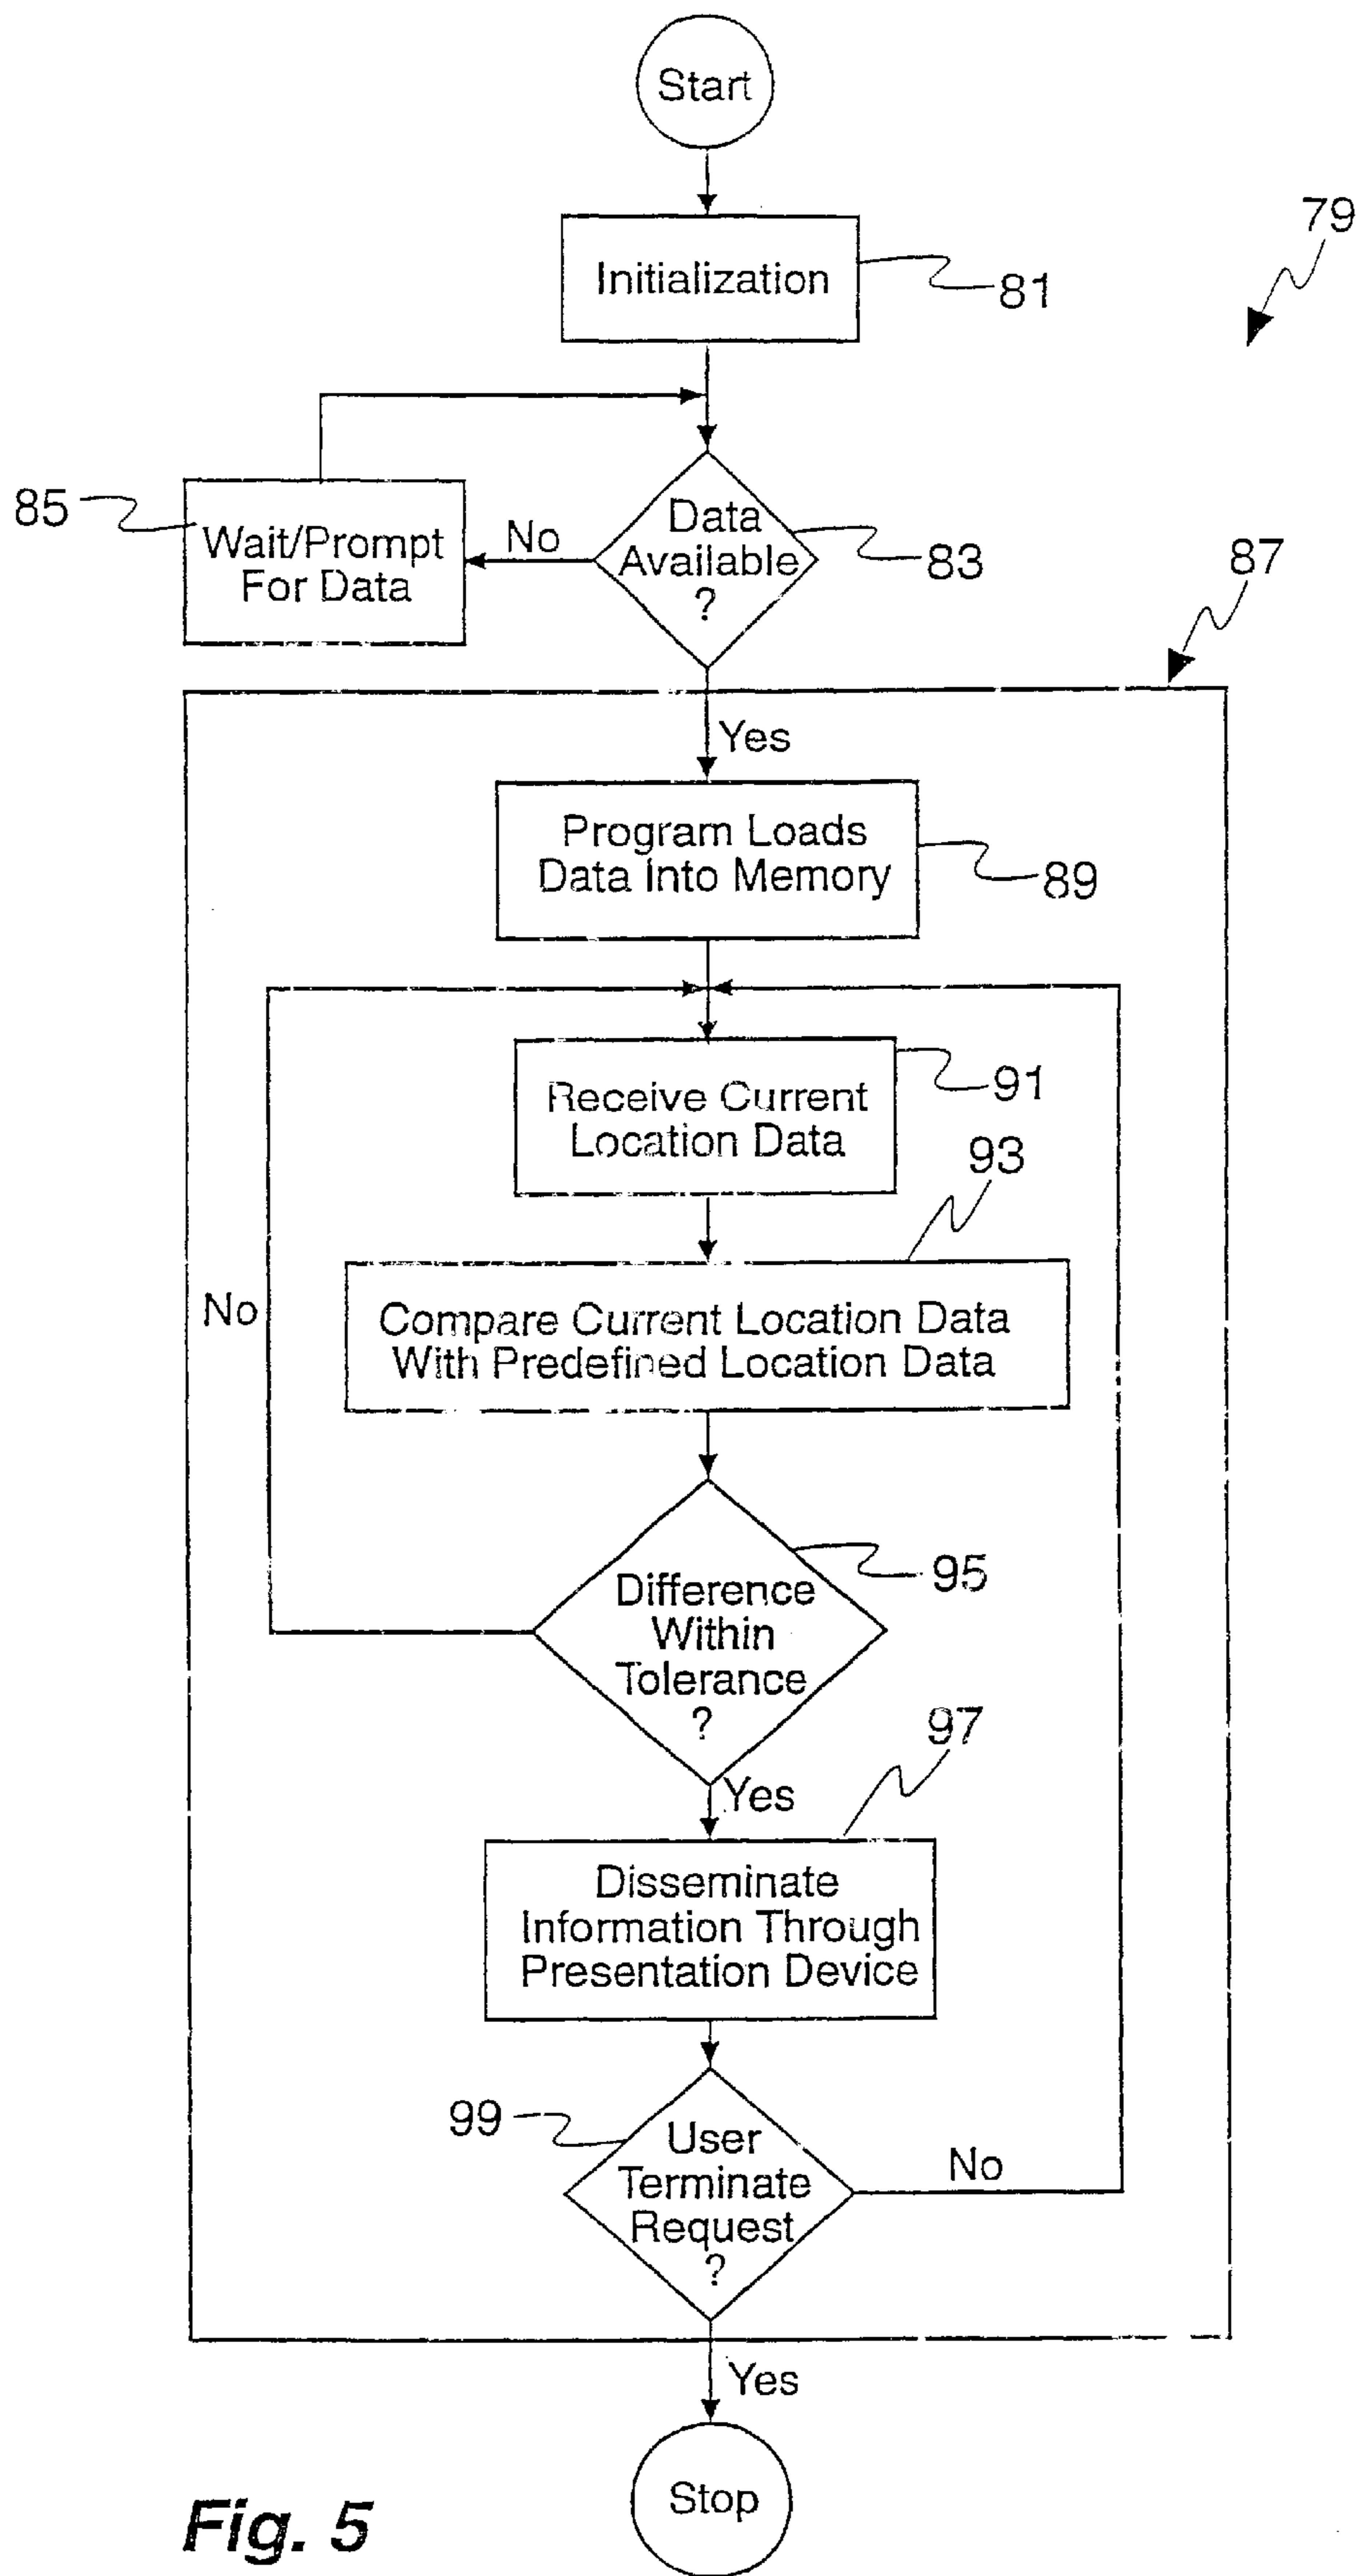 Start
79
Initialization
81
85
Wait/Prompt
For Data
No
Data
Available
?
83
87
Yes
Program Loads
Data Into Memory
89
Receive Current
Location Data
91
93
No
Compare Current Location Data
With Predefined Location Data
Difference
Within
Tolerance
?
95
97
Yes
Disseminate
Information Through
Presentation Device
99
User
Terminate
Request
?
No
Yes
Stop
Fig. 5